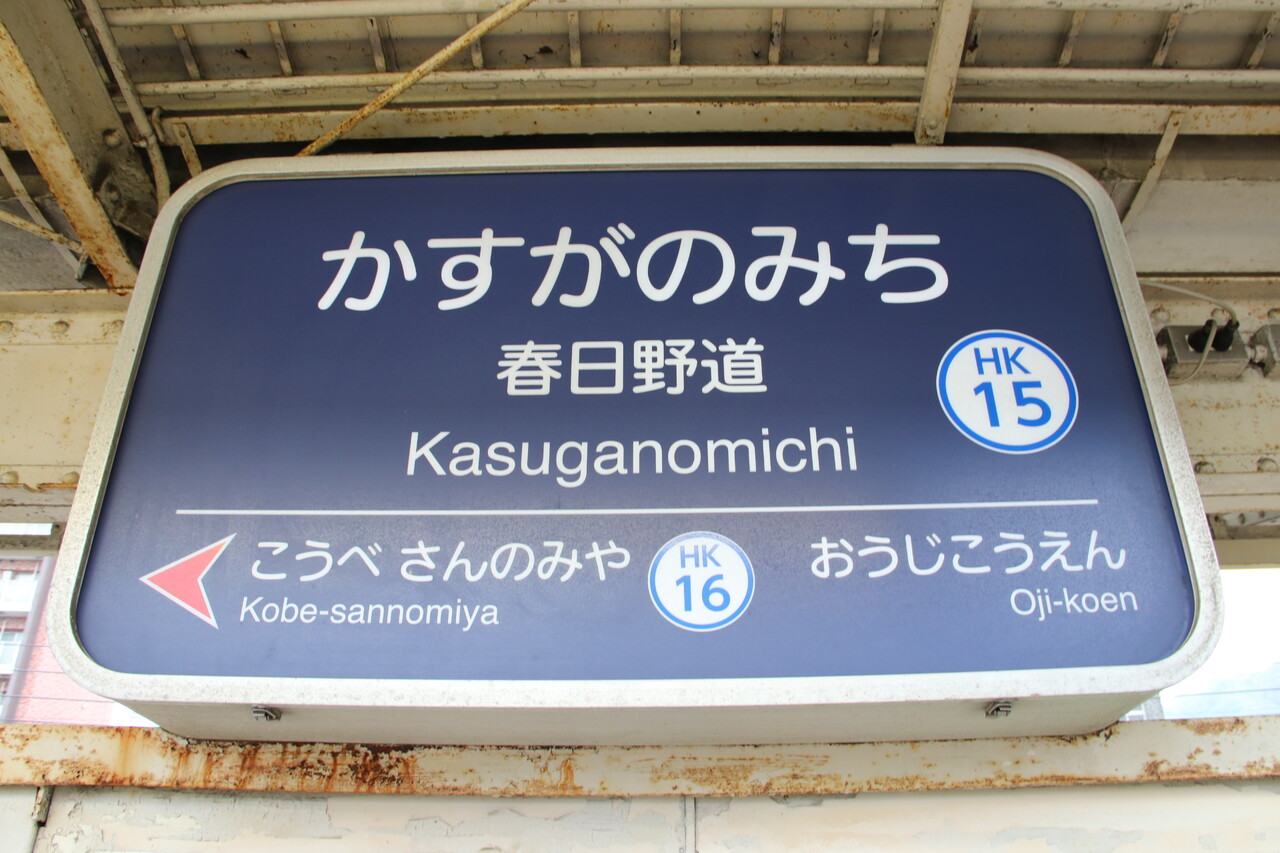 かすがのみち
春日野道
HK
15
Kasuganomichi
こうべ さんのみや
Kobe-sannomiya
HK
16
おうじこうえん
Oji-koen